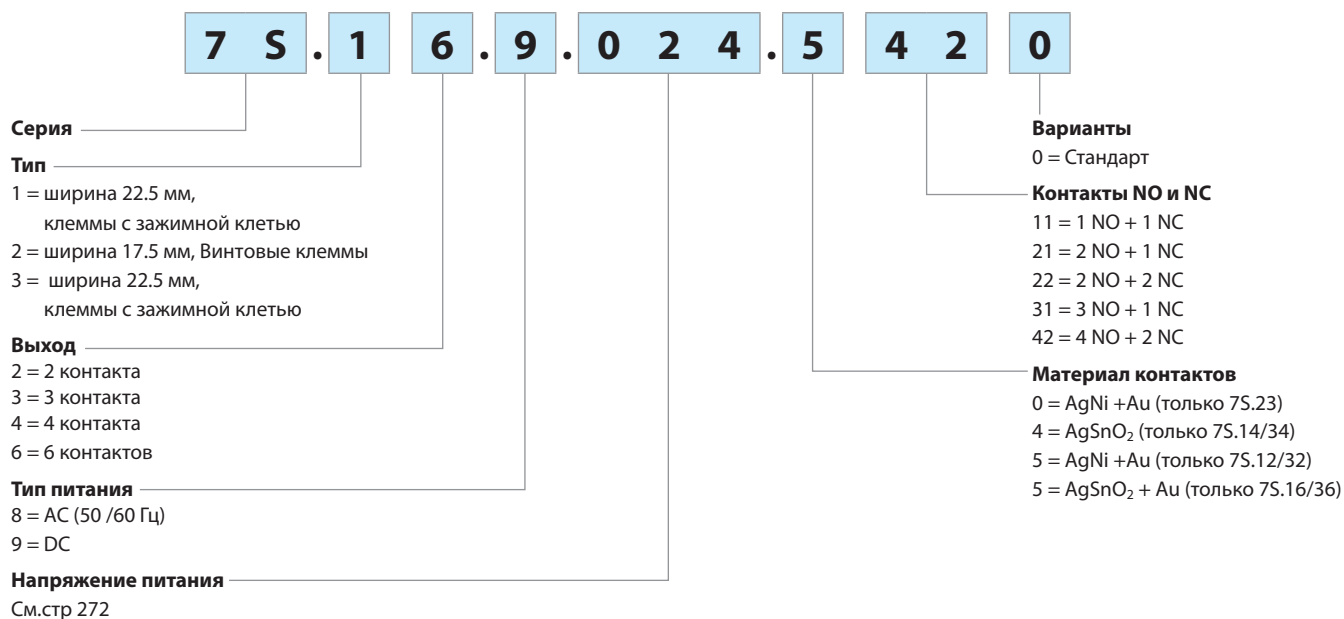 7 S . 1 6 . 9 . 0 2 4 . 5 4 2 0
Серия
Тип
1 = ширина 22.5 мм,
клеммы с зажимной клетью
2 = ширина 17.5 мм, Винтовые клеммы
3 = ширина 22.5 мм,
клеммы с зажимной клетью
Выход
2 = 2 контакта
3 = 3 контакта
4 = 4 контакта
6 = 6 контактов
Тип питания
8 = AC (50 /60 Гц)
9 = DC
Напряжение питания
См.стр 272
Варианты
0 = Стандарт
Контакты NO и NC
11 = 1 NO + 1 NC
21 = 2 NO + 1 NC
22 = 2 NO + 2 NC
31 = 3 NO + 1 NC
42 = 4 NO + 2 NC
Материал контактов
0 = AgNi +Au (только 7S.23)
4 = AgSnO₂ (только 7S.14/34)
5 = AgNi +Au (только 7S.12/32)
5 = AgSnO₂ + Au (только 7S.16/36)